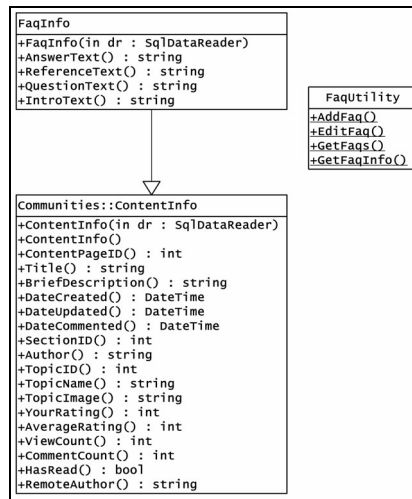 FaqInfo
+FaqInfo(in dr : SqlDataReader)
+AnswerText() : string
+ReferenceText() : string
+QuestionText() : string
+IntroText() : string
FaqUtility
+AddFaq()
+EditFaq()
+GetFaqs()
+GetFaqInfo()
Communities::ContentInfo
+ContentInfo(in dr : SqlDataReader)
+ContentInfo()
+ContentPageID() : int
+Title() : string
+BriefDescription() : string
+DateCreated() : DateTime
+DateUpdated() : DateTime
+DateCommented() : DateTime
+SectionID() : int
+Author() : string
+TopicID() : int
+TopicName() : string
+TopicImage() : string
+YourRating() : int
+AverageRating() : int
+ViewCount() : int
+CommentCount() : int
+HasRead() : bool
+RemoteAuthor() : string